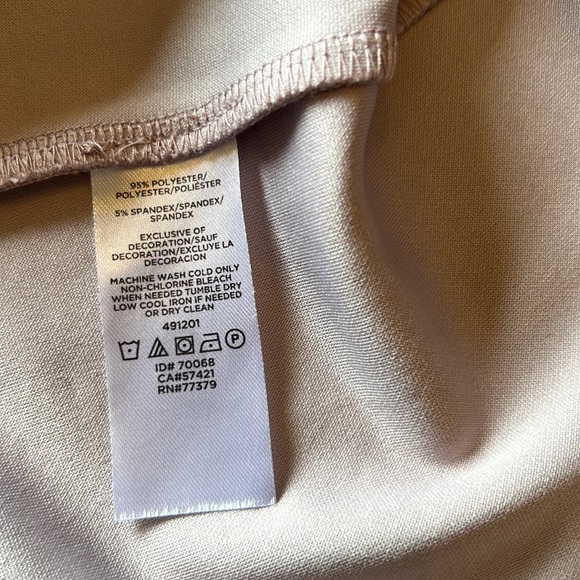 95% POLYESTER/
POLYESTER/POLIÉSTER
5% SPANDEX/SPANDEX/
SPANDEX
EXCLUSIVE OF
DECORATION/SAUF
DECORATION/EXCLUYE LA
DECORACION
MACHINE WASH COLD ONLY
NON-CHLORINE BLEACH
WHEN NEEDED TUMBLE DRY
LOW COOL IRON IF NEEDED
OR DRY CLEAN
491201
P
ID# 70068
CA#57421
RN#77379